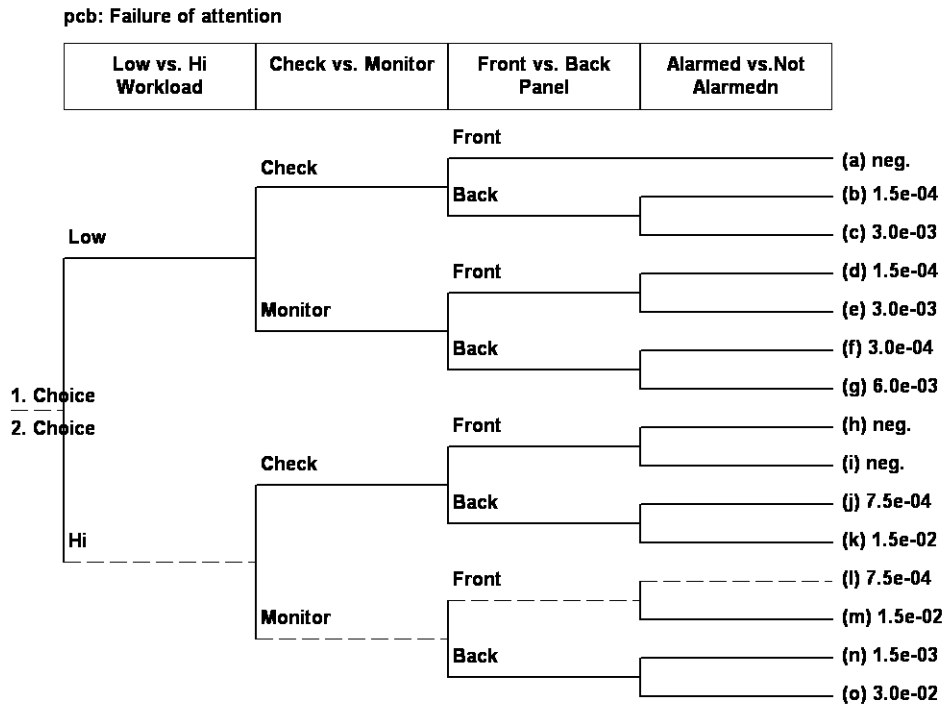 pcb: Failure of attention
Low vs. Hi
Workload
Check vs. Monitor
Front vs. Back
Panel
Alarmed vs.Not
Alarmedn
Front
(a) neg.
Check
Back
(b) 1.5e-04
(c) 3.0e-03
Low
Front
(d) 1.5e-04
Monitor
(e) 3.0e-03
Back
(f) 3.0e-04
(g) 6.0e-03
1. Choice
2. Choice
Front
(h) neg.
Check
(i) neg.
Back
(j) 7.5e-04
(k) 1.5e-02
Hi
Front
(l) 7.5e-04
Monitor
(m) 1.5e-02
Back
(n) 1.5e-03
(o) 3.0e-02